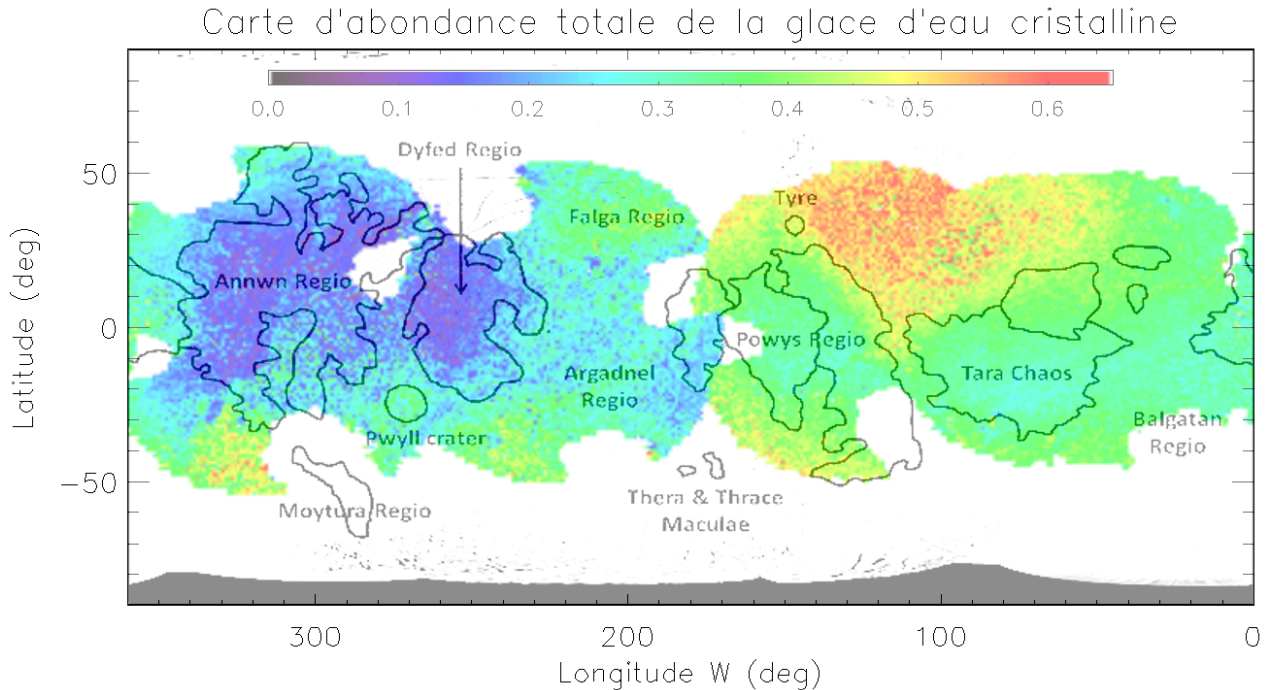 Carte d'abondance totale de la glace d'eau cristalline
0.0 0.1 0.2 0.3 0.4 0.5 0.6
Dyfed Regio
50
Tyre
Falga Regio
Annwn Regio
Latitude (deg)
0
Powys Regio
Argadnel
Regio
Tara Chaos
Balgatan
Regio
Pwyll crater
-50
Thera & Thrace
Maculae
Moytura Regio
300 200 100 0
Longitude W (deg)